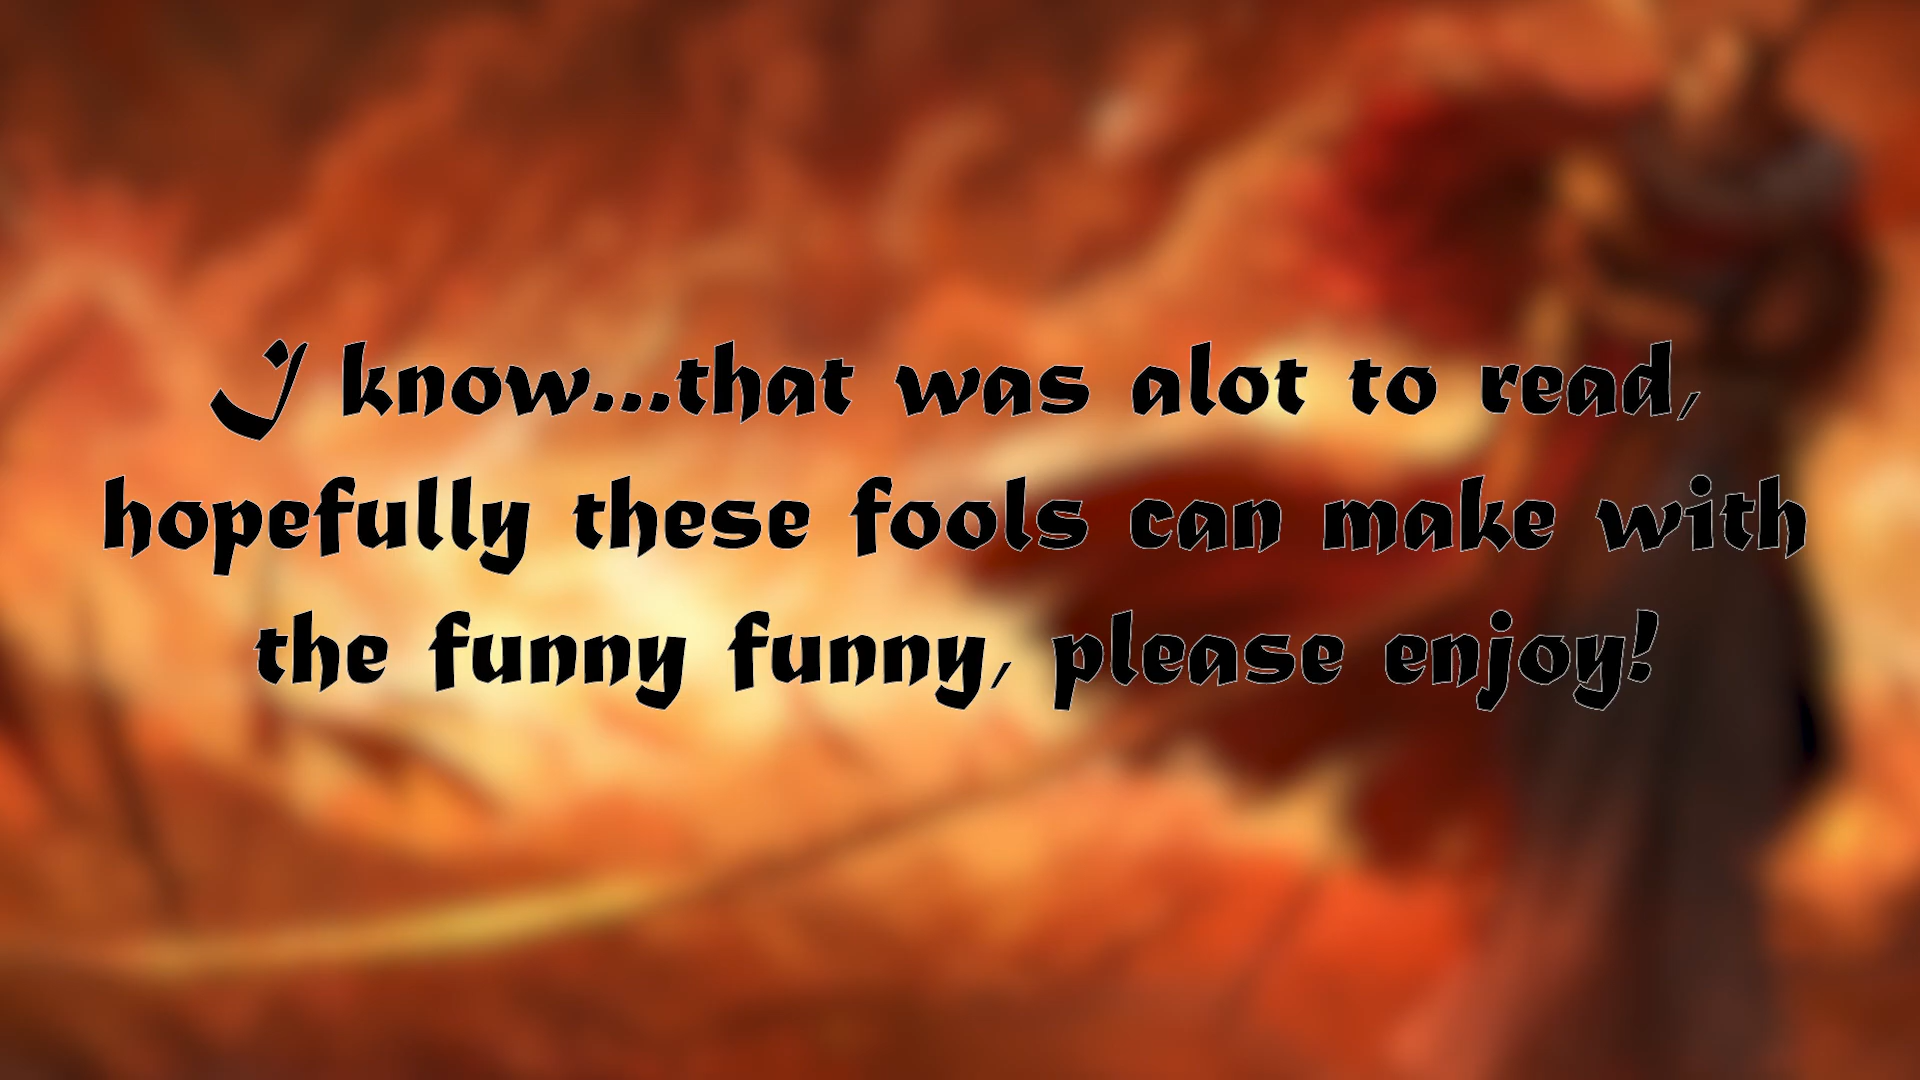 I know...that was alot to read,
hopefully these fools can make with
the funny funny, please enjoy!